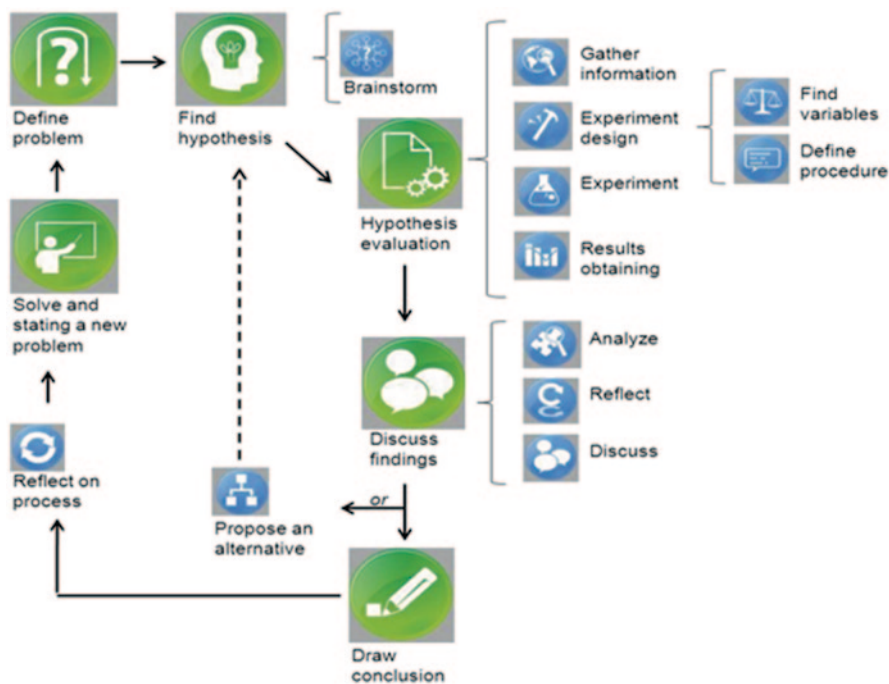 Define
problem
Find
hypothesis
Brainstorm
Gather
information
Experiment
design
Experiment
Results
obtaining
Find
variables
Define
procedure
Hypothesis
evaluation
Solve and
stating a new
problem
Analyze
Reflect
Discuss
Discuss
findings
Reflect on
process
or
Propose an
alternative
Draw
conclusion